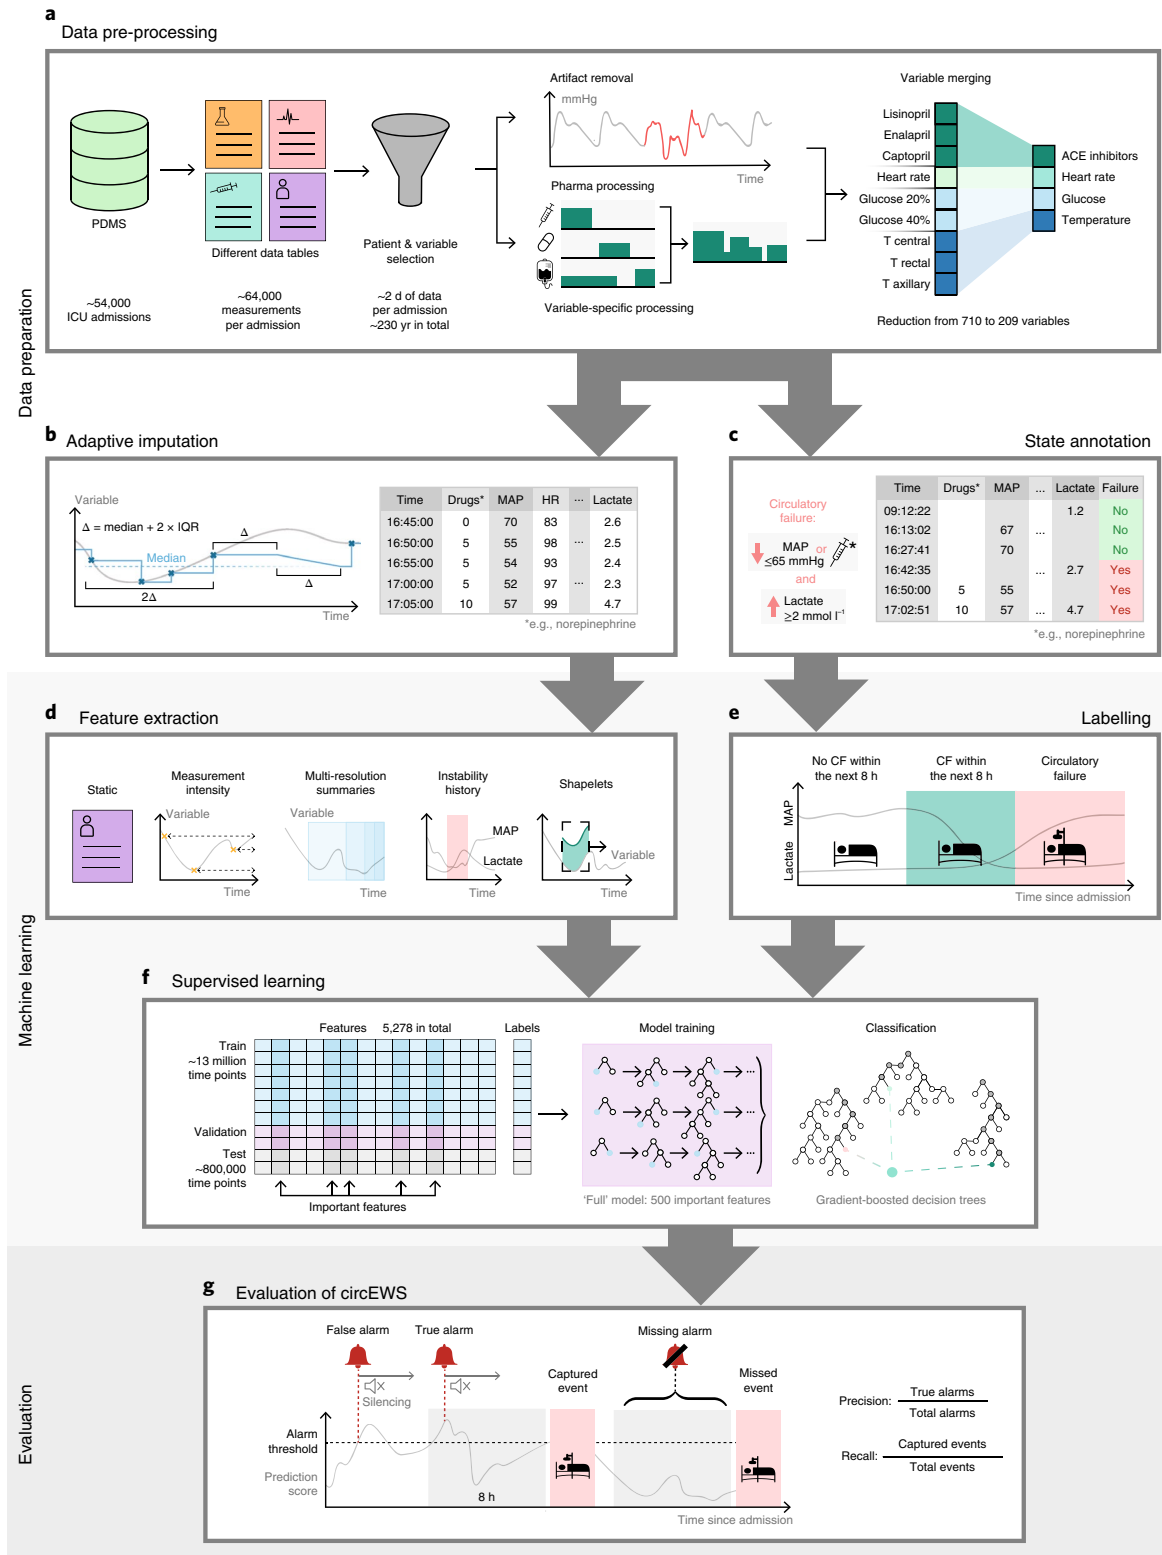 a
Data pre-processing
Artifact removal
mmHg
Time
Variable merging
Lisinopril
Enalapril
Captopril
Heart rate
Glucose 20%
Glucose 40%
T central
T rectal
T axillary
ACE inhibitors
Heart rate
Glucose
Temperature
PDMS
Different data tables
Patient & variable
selection
Pharma processing
Variable-specific processing
~54,000
ICU admissions
~64,000
measurements
per admission
~2 d of data
per admission
~230 yr in total
Reduction from 710 to 209 variables
Data preparation
b
Adaptive imputation
Variable
Δ = median + 2 × IQR
Δ
Median
Δ
2Δ
Time
Time Drugs* MAP HR ... Lactate
16:45:00 0 70 83 2.6
16:50:00 5 55 98 ... 2.5
16:55:00 5 54 93 2.4
17:00:00 5 52 97 ... 2.3
17:05:00 10 57 99 4.7
*e.g., norepinephrine
c
State annotation
Circulatory
failure:
MAP or *
≤65 mmHg
and
Lactate
≥2 mmol l⁻¹
Time Drugs* MAP ... Lactate Failure
09:12:22 1.2 No
16:13:02 67 ... No
16:27:41 70 No
16:42:35 ... 2.7 Yes
16:50:00 5 55 Yes
17:02:51 10 57 ... 4.7 Yes
*e.g., norepinephrine
Machine learning
d
Feature extraction
Static
Measurement
intensity
Variable
Time
Multi-resolution
summaries
Variable
Time
Instability
history
MAP
Lactate
Time
Shapelets
Variable
Time
e
Labelling
No CF within
the next 8 h
CF within
the next 8 h
Circulatory
failure
MAP
Lactate
Time since admission
f
Supervised learning
Features 5,278 in total
Labels
Train
~13 million
time points
Validation
Test
~800,000
time points
Important features
Model training
...
...
...
'Full' model: 500 important features
Classification
Gradient-boosted decision trees
Evaluation
g
Evaluation of circEWS
False alarm
True alarm
Missing alarm
Silencing
Captured
event
Missed
event
Alarm
threshold
Prediction
score
8 h
Time since admission
Precision:
True alarms
Total alarms
Recall:
Captured events
Total events